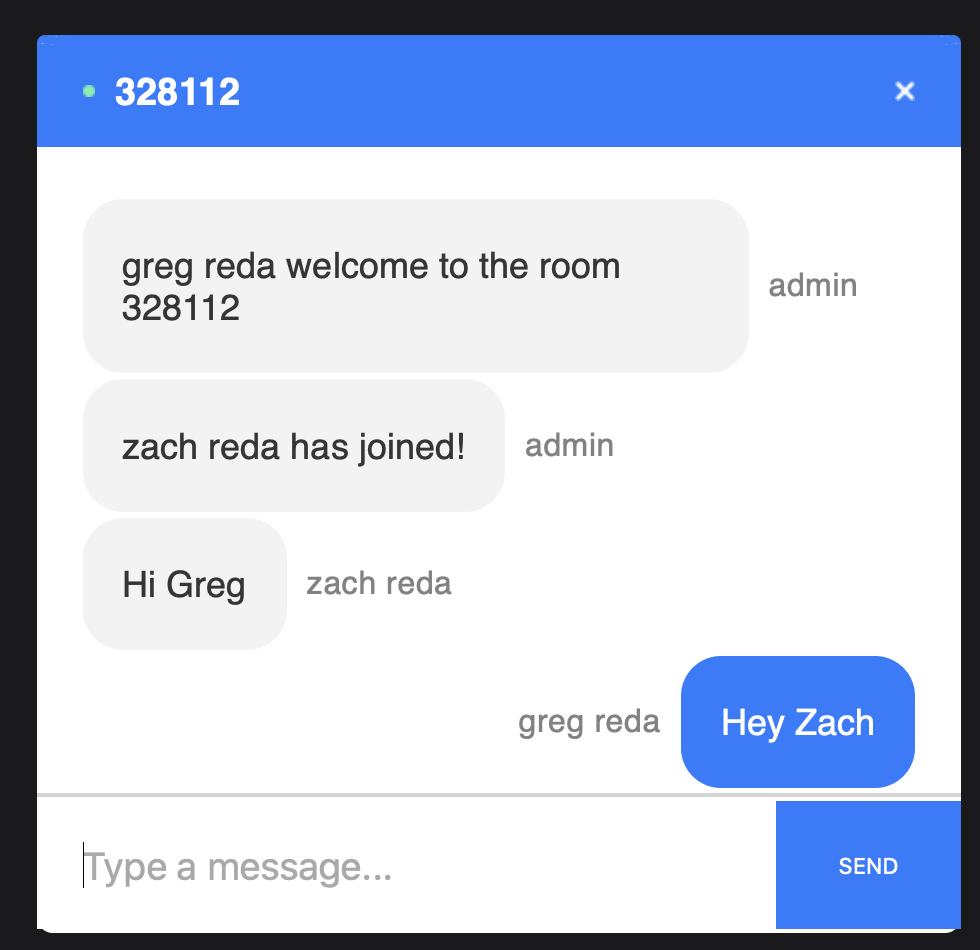 328112
greg reda welcome to the room
328112
admin
zach reda has joined!
admin
Hi Greg
zach reda
greg reda
Hey Zach
Type a message...
SEND